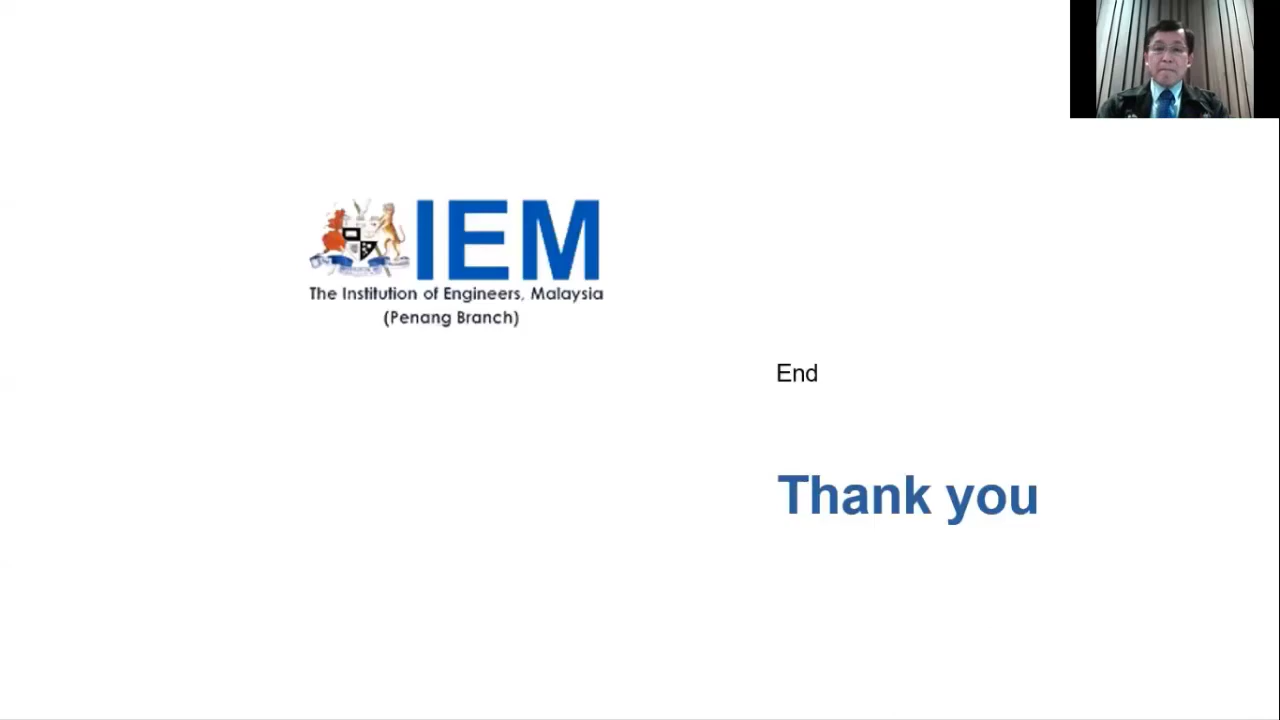 IEM
The Institution of Engineers, Malaysia
(Penang Branch)
End
Thank you